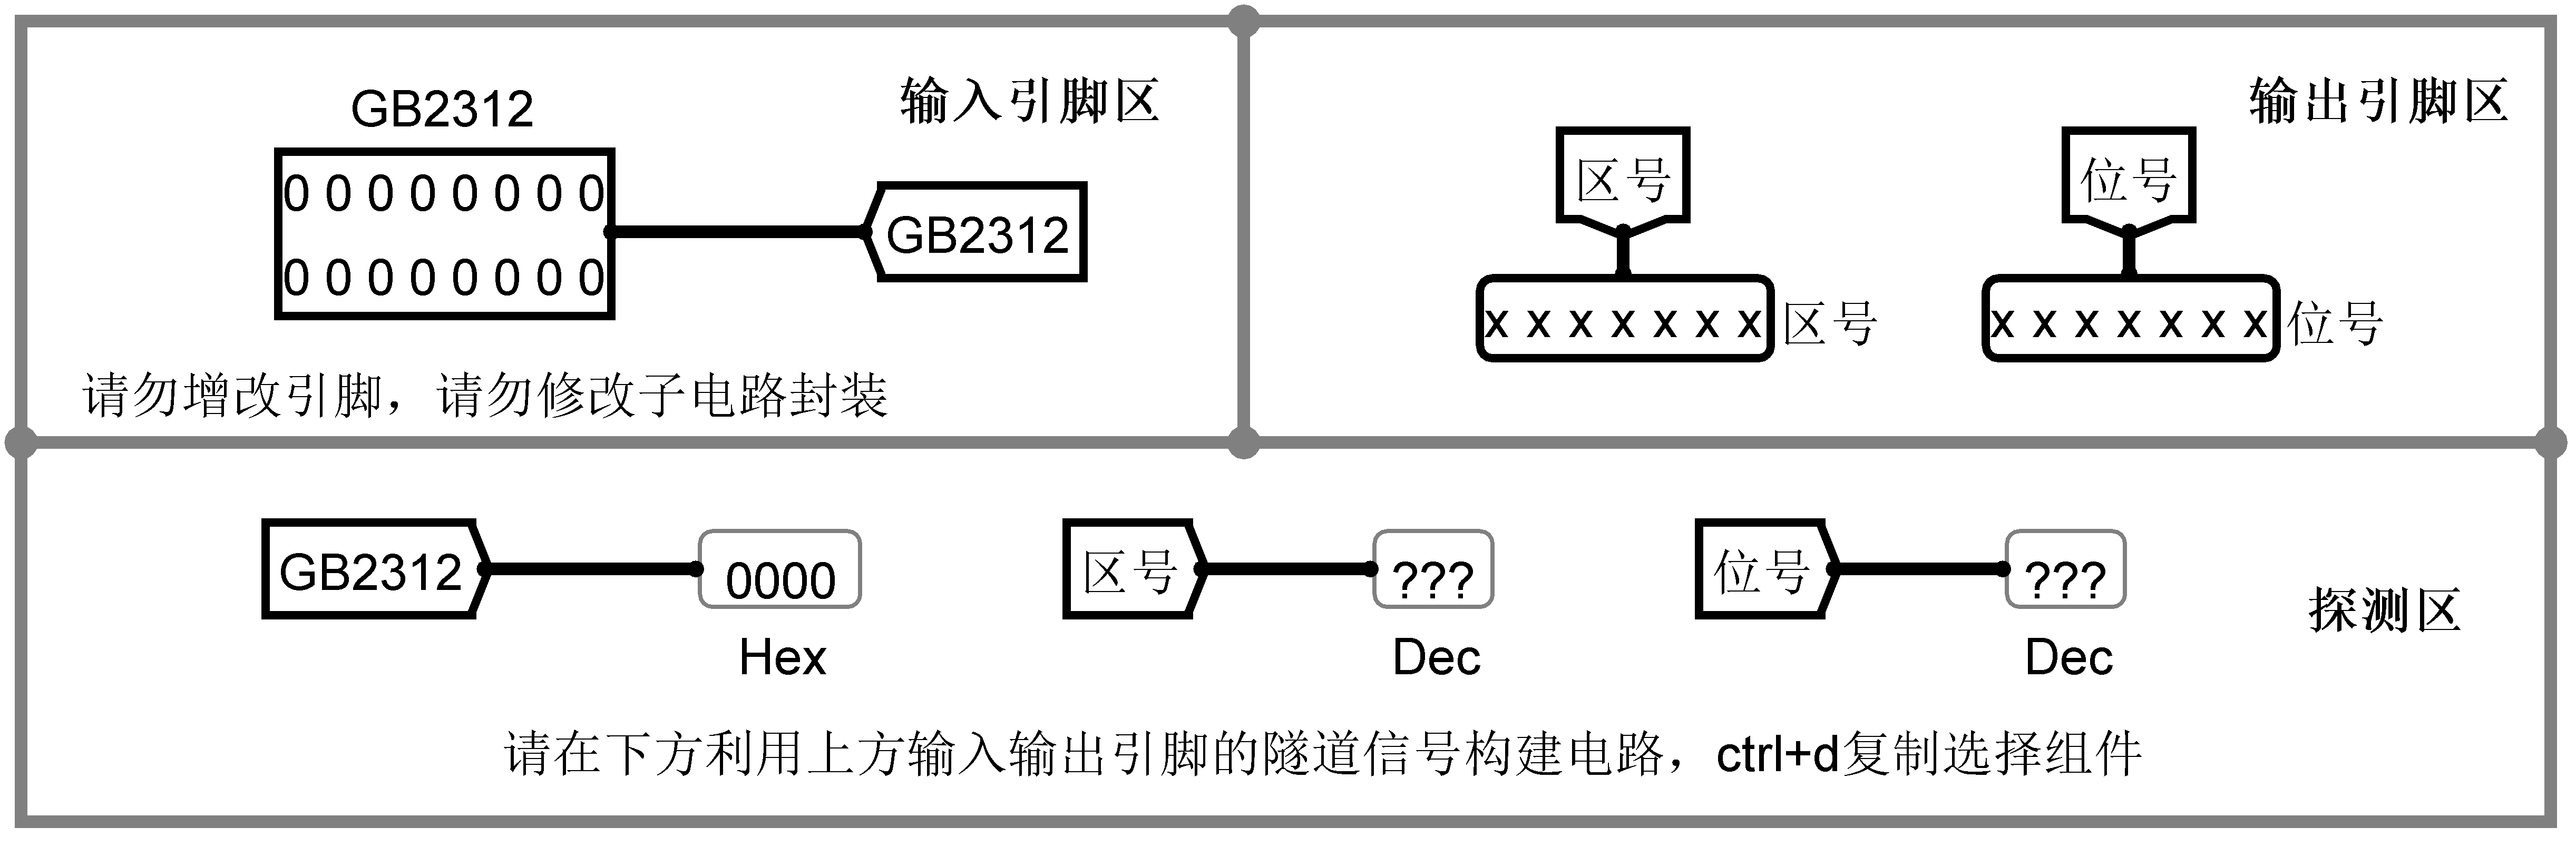 GB2312
输入引脚区
0 0 0 0 0 0 0 0
0 0 0 0 0 0 0 0
GB2312
请勿增改引脚，请勿修改子电路封装
输出引脚区
区号
位号
x x x x x x x
区号
x x x x x x x
位号
GB2312
0000
Hex
区号
???
Dec
位号
???
Dec
探测区
请在下方利用上方输入输出引脚的隧道信号构建电路，ctrl+d复制选择组件